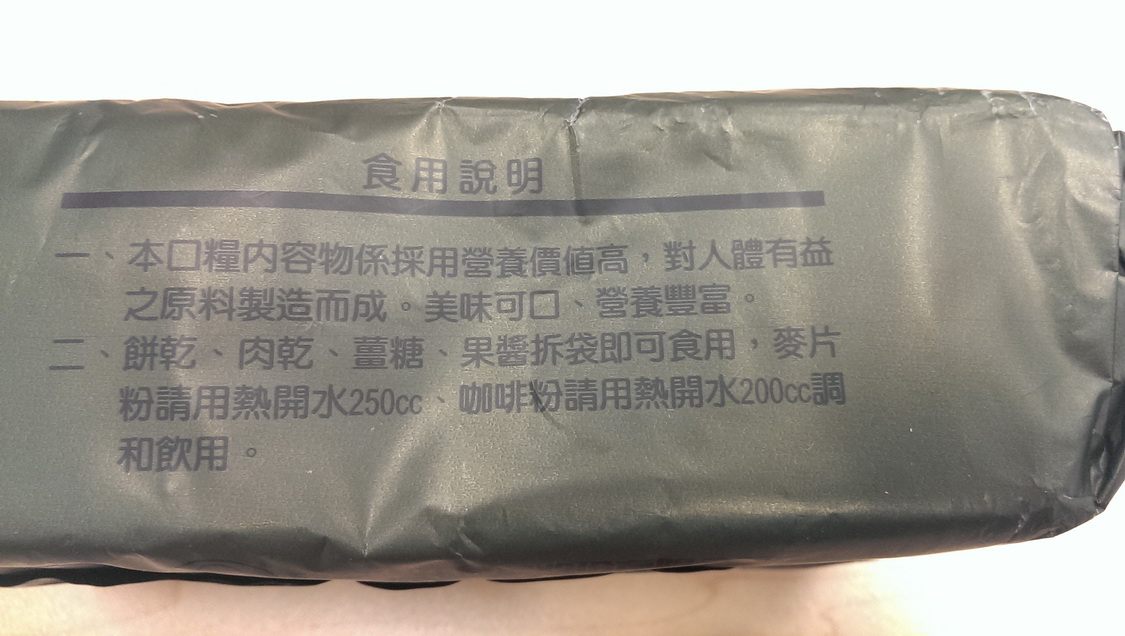 食用說明
一、本口糧內容物係採用營養價值高，對人體有益
之原料製造而成。美味可口、營養豐富。
二、餅乾、肉乾、薑糖、果醬拆袋即可食用，麥片
粉請用熱開水250cc、咖啡粉請用熱開水200cc調
和飲用。